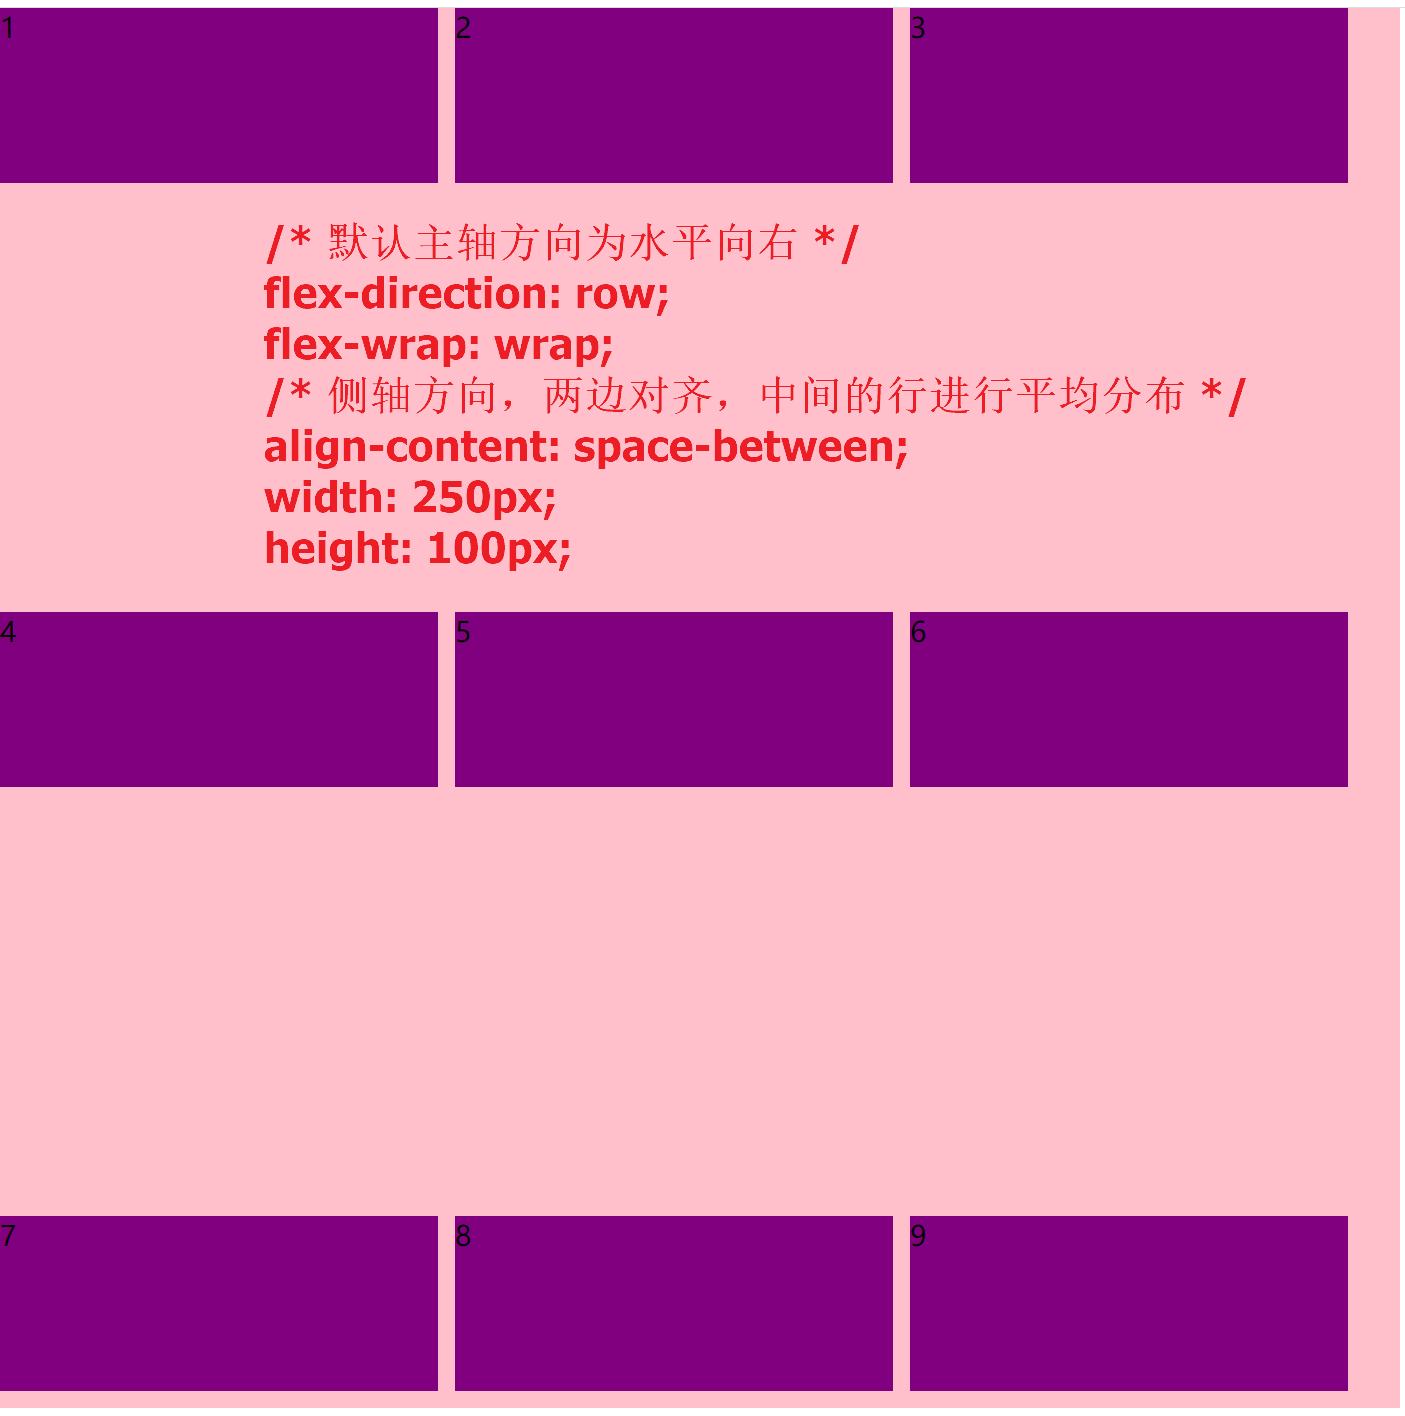 1 2 3
/* 默认主轴方向为水平向右 */
flex-direction: row;
flex-wrap: wrap;
/* 侧轴方向，两边对齐，中间的行进行平均分布 */
align-content: space-between;
width: 250px;
height: 100px;
4 5 6
7 8 9